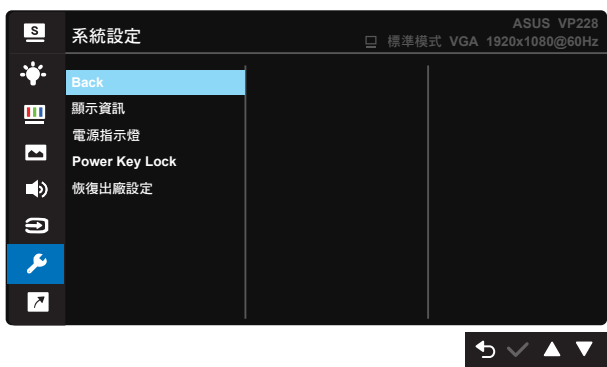 S
系統設定
ASUS VP228
標準模式 VGA 1920x1080@60Hz
Back
顯示資訊
電源指示燈
Power Key Lock
恢復出廠設定